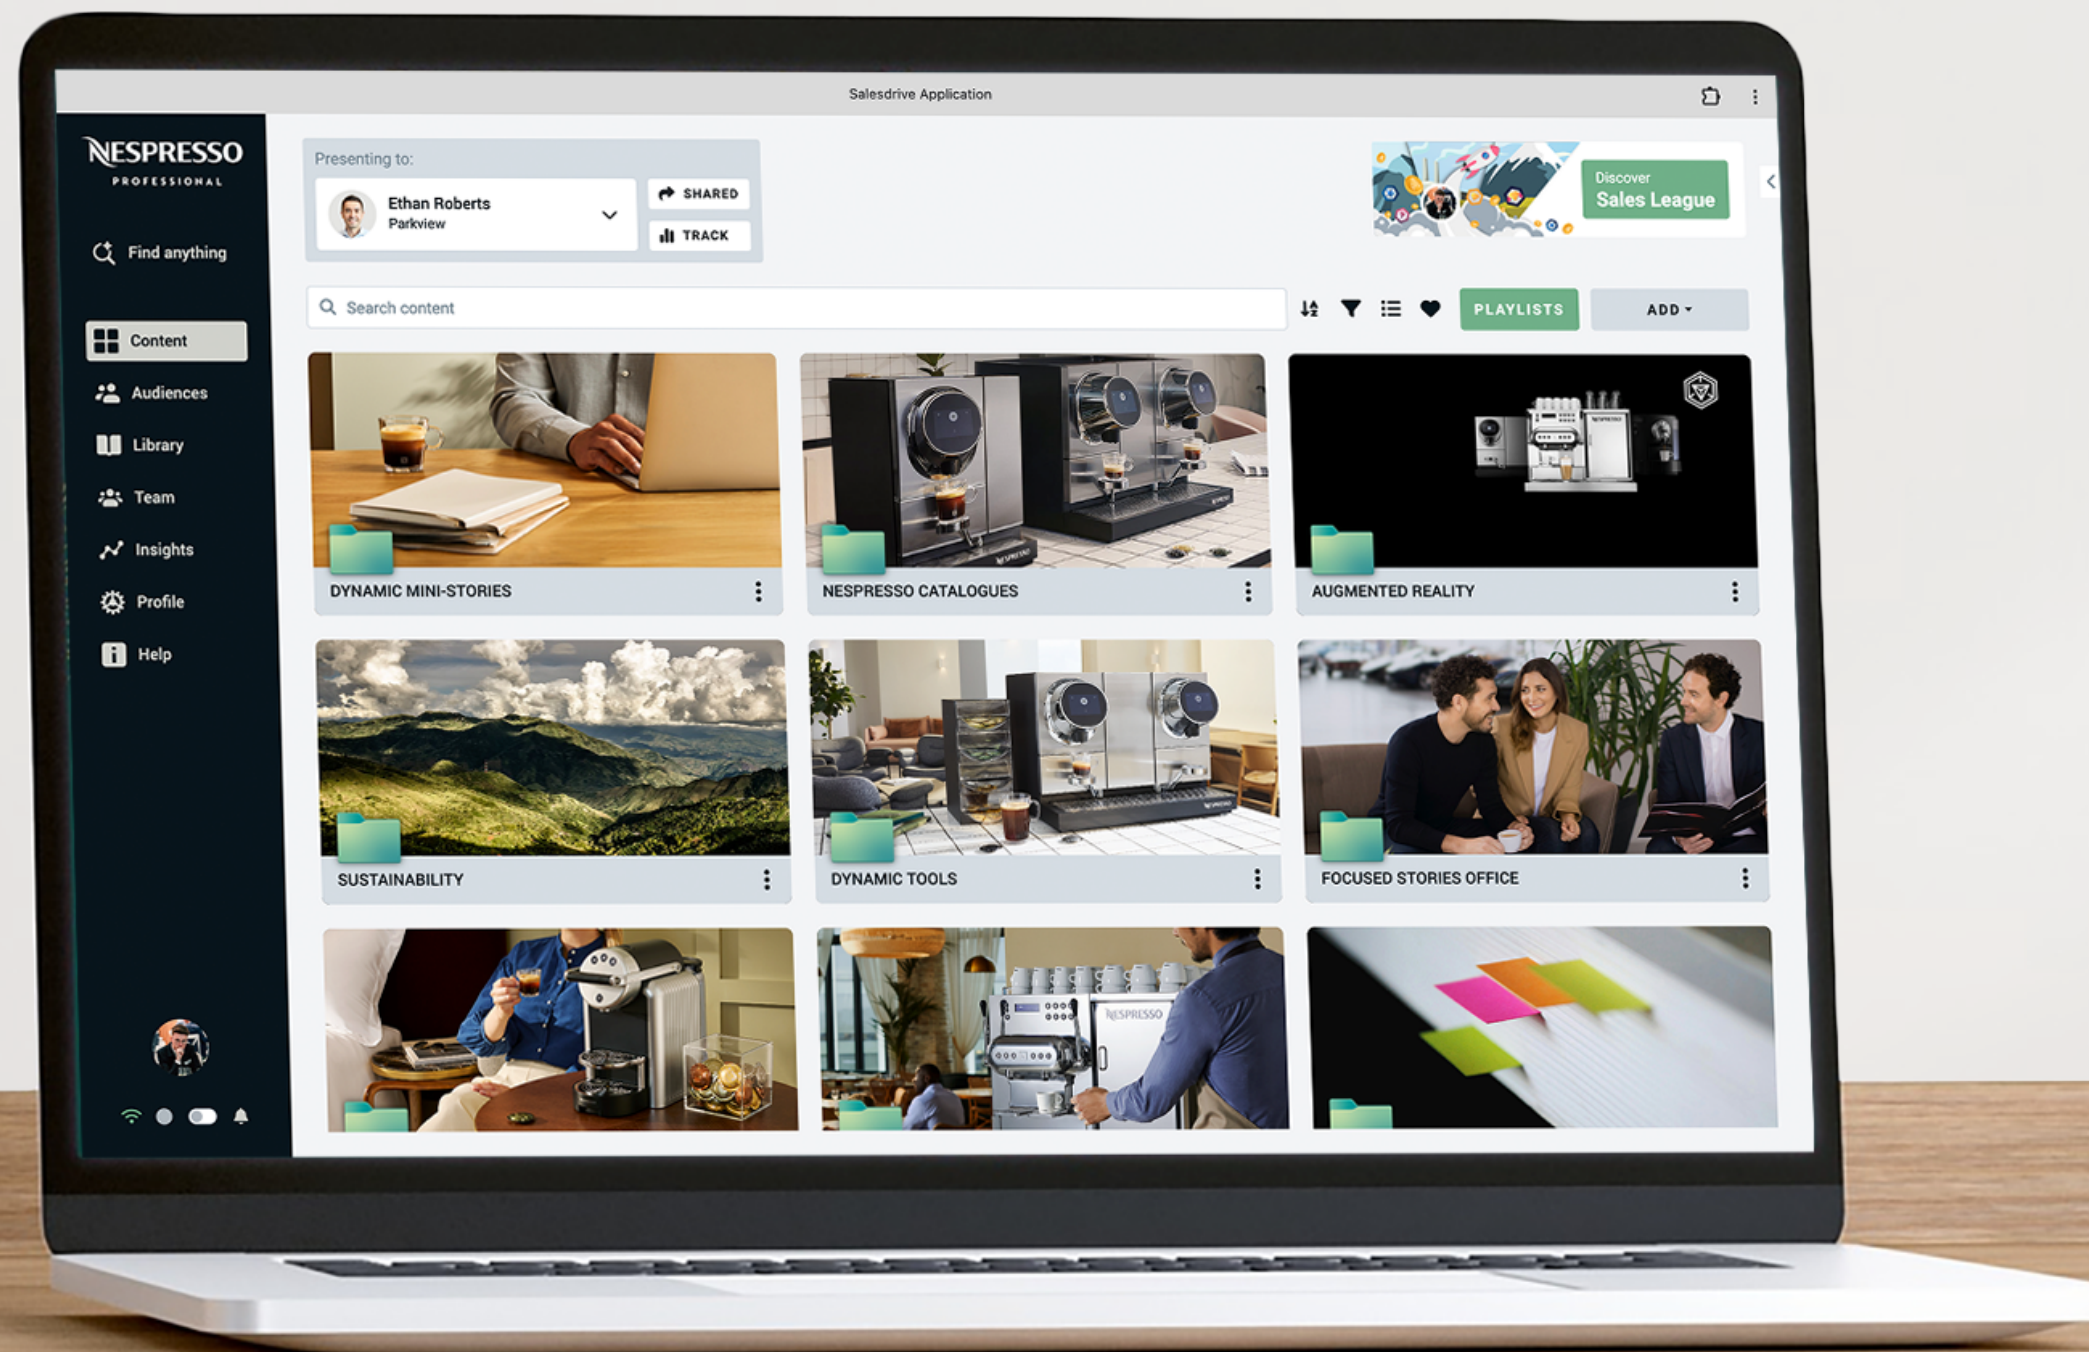 Salesdrive Application
NESPRESSO
PROFESSIONAL
Find anything
Content
Audiences
Library
Team
Insights
Profile
Help
Presenting to:
Ethan Roberts
Parkview
SHARED
TRACK
Discover
Sales League
Search content
PLAYLISTS
ADD
DYNAMIC MINI-STORIES
NESPRESSO CATALOGUES
AUGMENTED REALITY
SUSTAINABILITY
DYNAMIC TOOLS
FOCUSED STORIES OFFICE
NESPRESSO